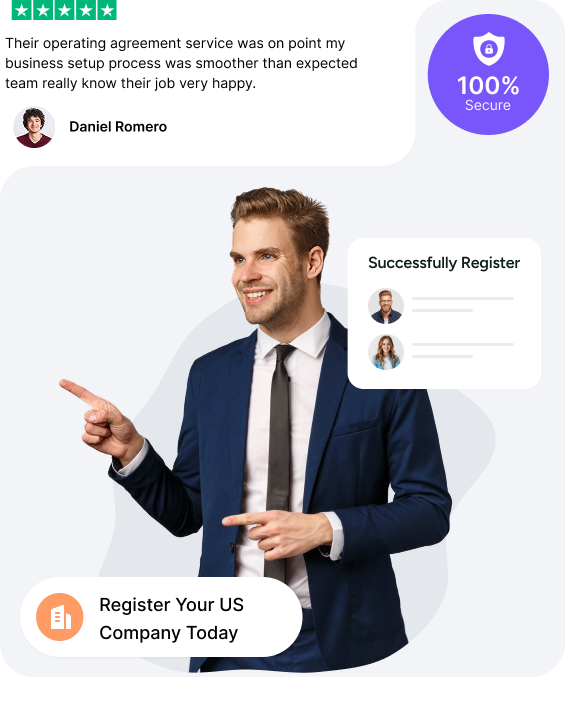 Their operating agreement service was on point my
business setup process was smoother than expected
team really know their job very happy.
Daniel Romero
100%
Secure
Successfully Register
Register Your US
Company Today